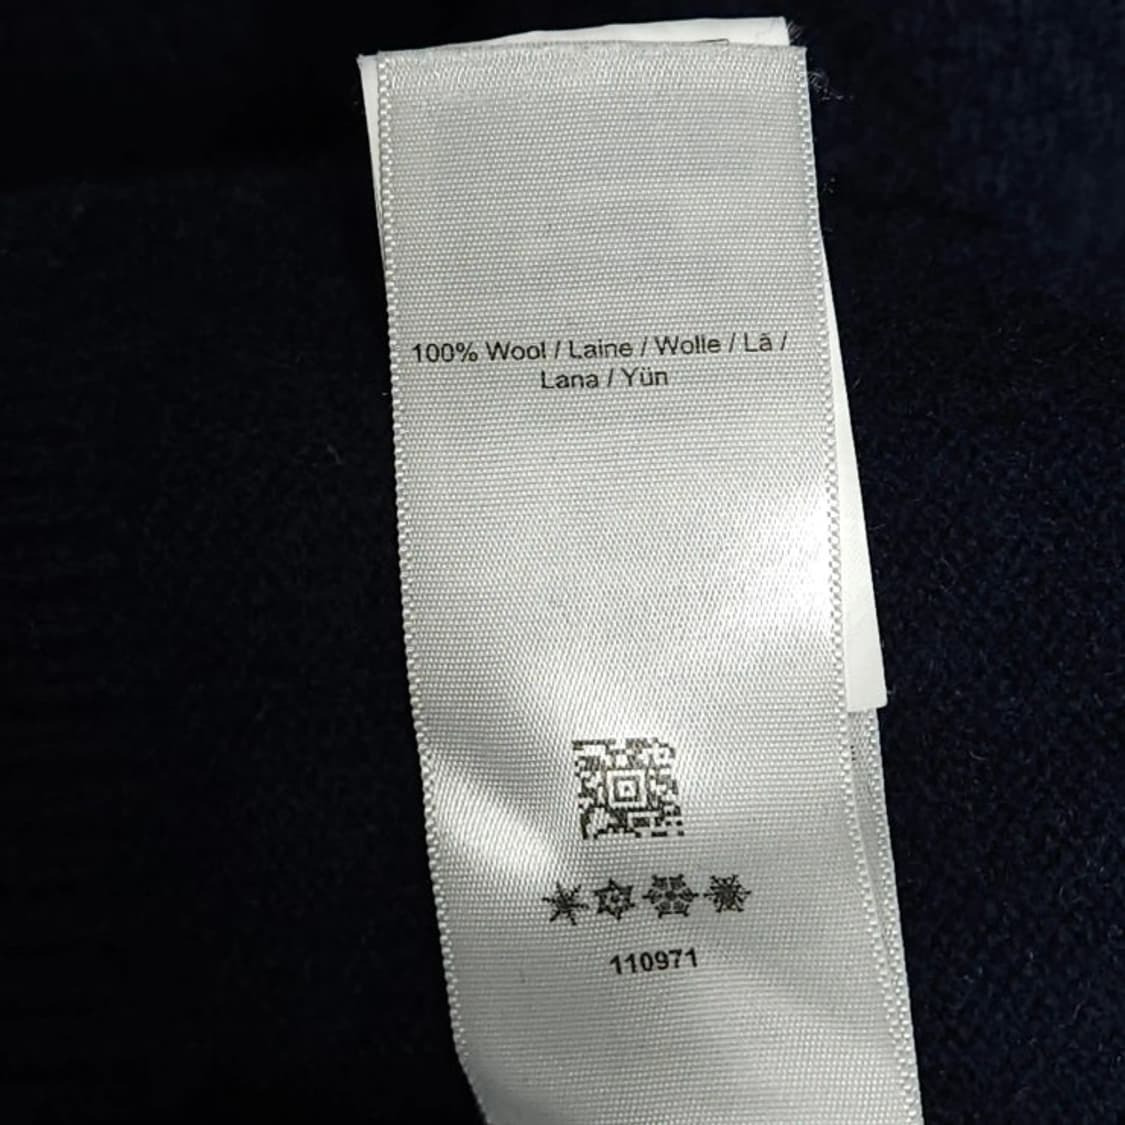 100% Wool / Laine / Wolle / Lã /
Lana / Yün
110971